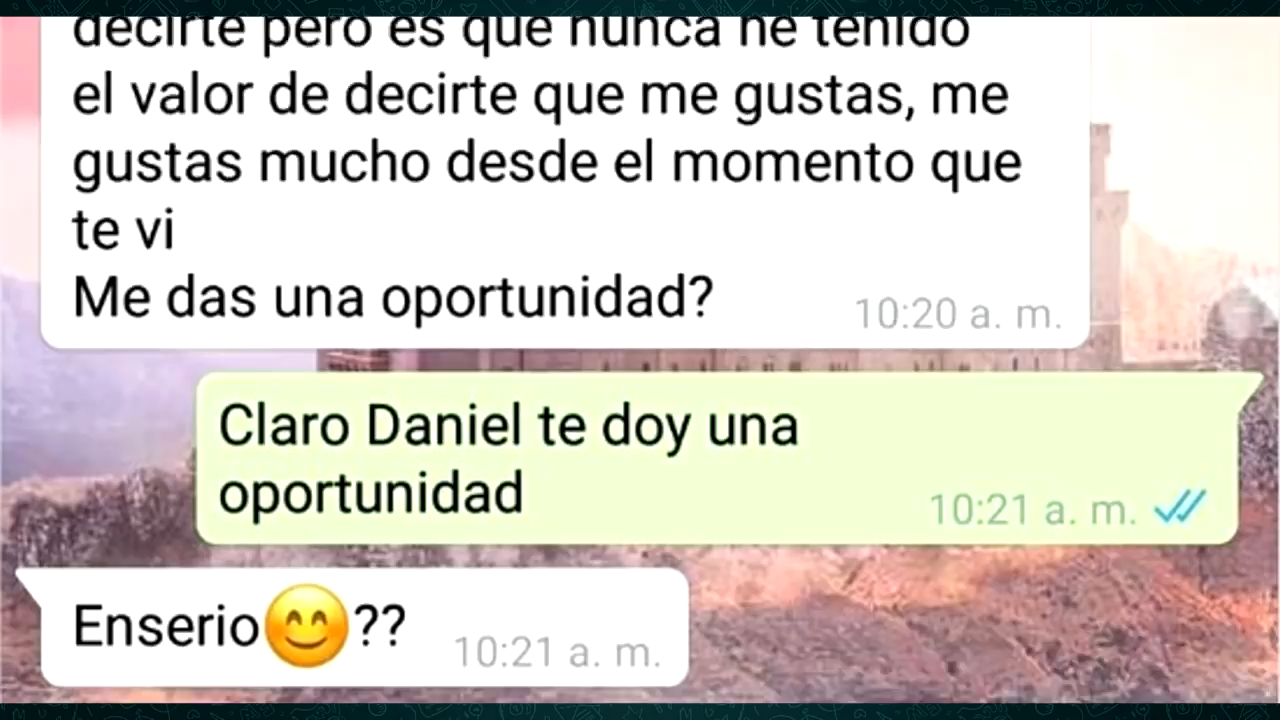 decirte pero es que nunca he tenido
el valor de decirte que me gustas, me
gustas mucho desde el momento que
te vi
Me das una oportunidad?
10:20 a. m.
Claro Daniel te doy una
oportunidad
10:21 a. m.
Enserio😊??
10:21 a. m.